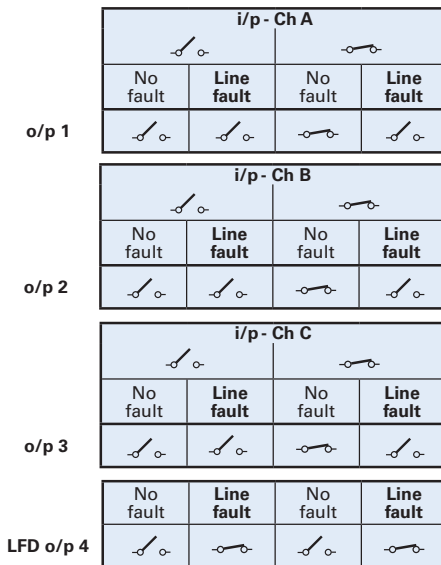 i/p - Ch A
No fault Line fault No fault Line fault
o/p 1
i/p - Ch B
No fault Line fault No fault Line fault
o/p 2
i/p - Ch C
No fault Line fault No fault Line fault
o/p 3
No fault Line fault No fault Line fault
LFD o/p 4